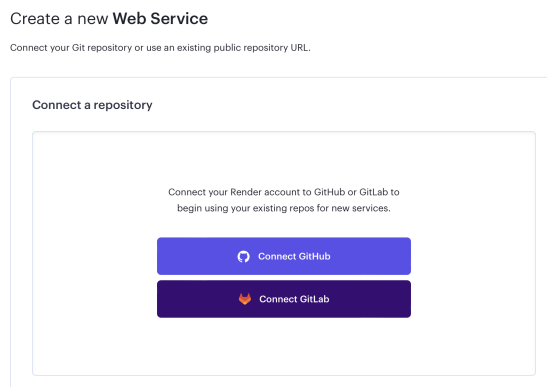 Create a new Web Service
Connect your Git repository or use an existing public repository URL.
Connect a repository
Connect your Render account to GitHub or GitLab to
begin using your existing repos for new services.
Connect GitHub
Connect GitLab